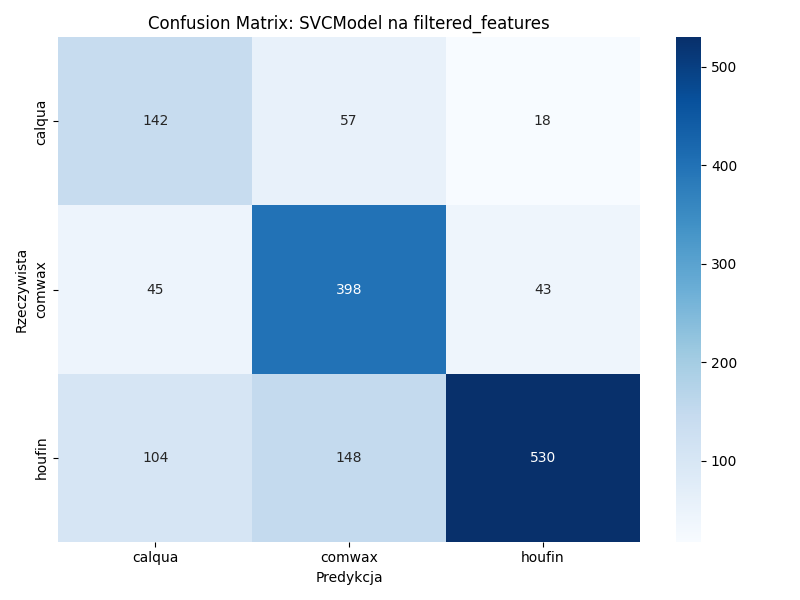 Confusion Matrix: SVCModel na filtered_features
calqua
142
57
18
comwax
45
398
43
houfin
104
148
530
Rzeczywista
calqua
comwax
houfin
Predykcja
500
400
300
200
100